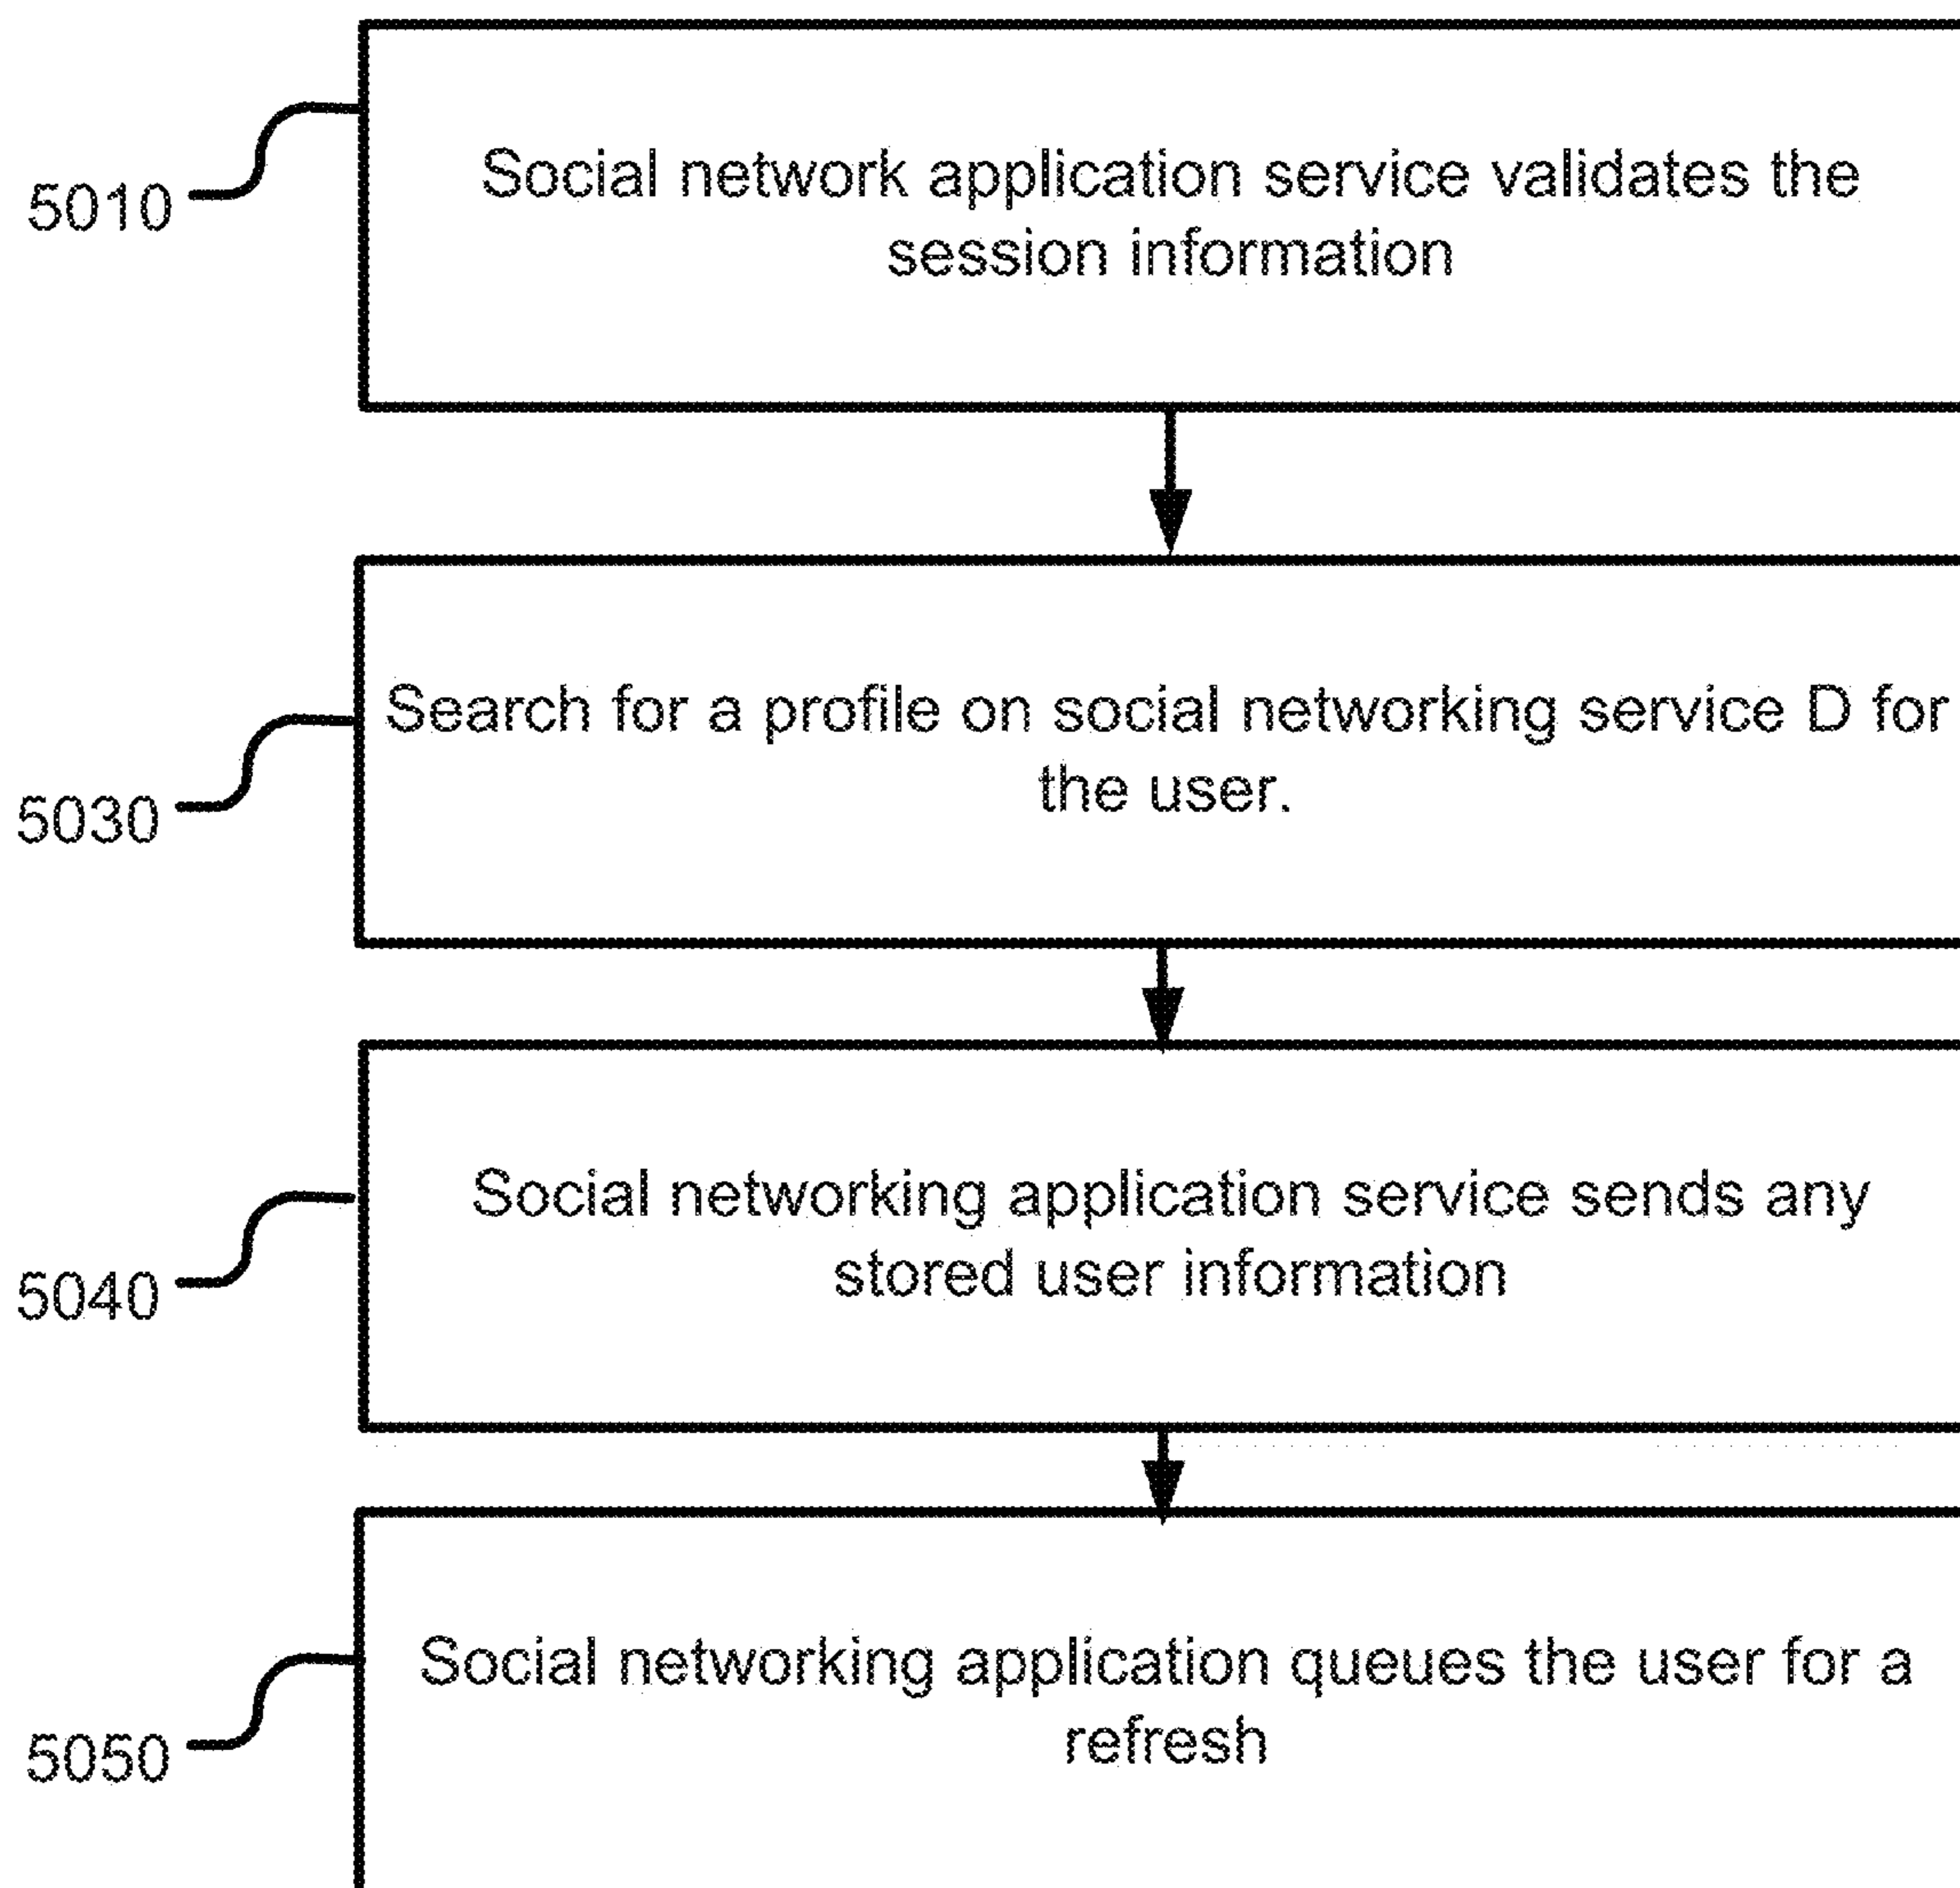 Social network application service validates the
session information
5010
Search for a profile on social networking service D for
the user.
5030
Social networking application service sends any
stored user information
5040
Social networking application queues the user for a
refresh
5050